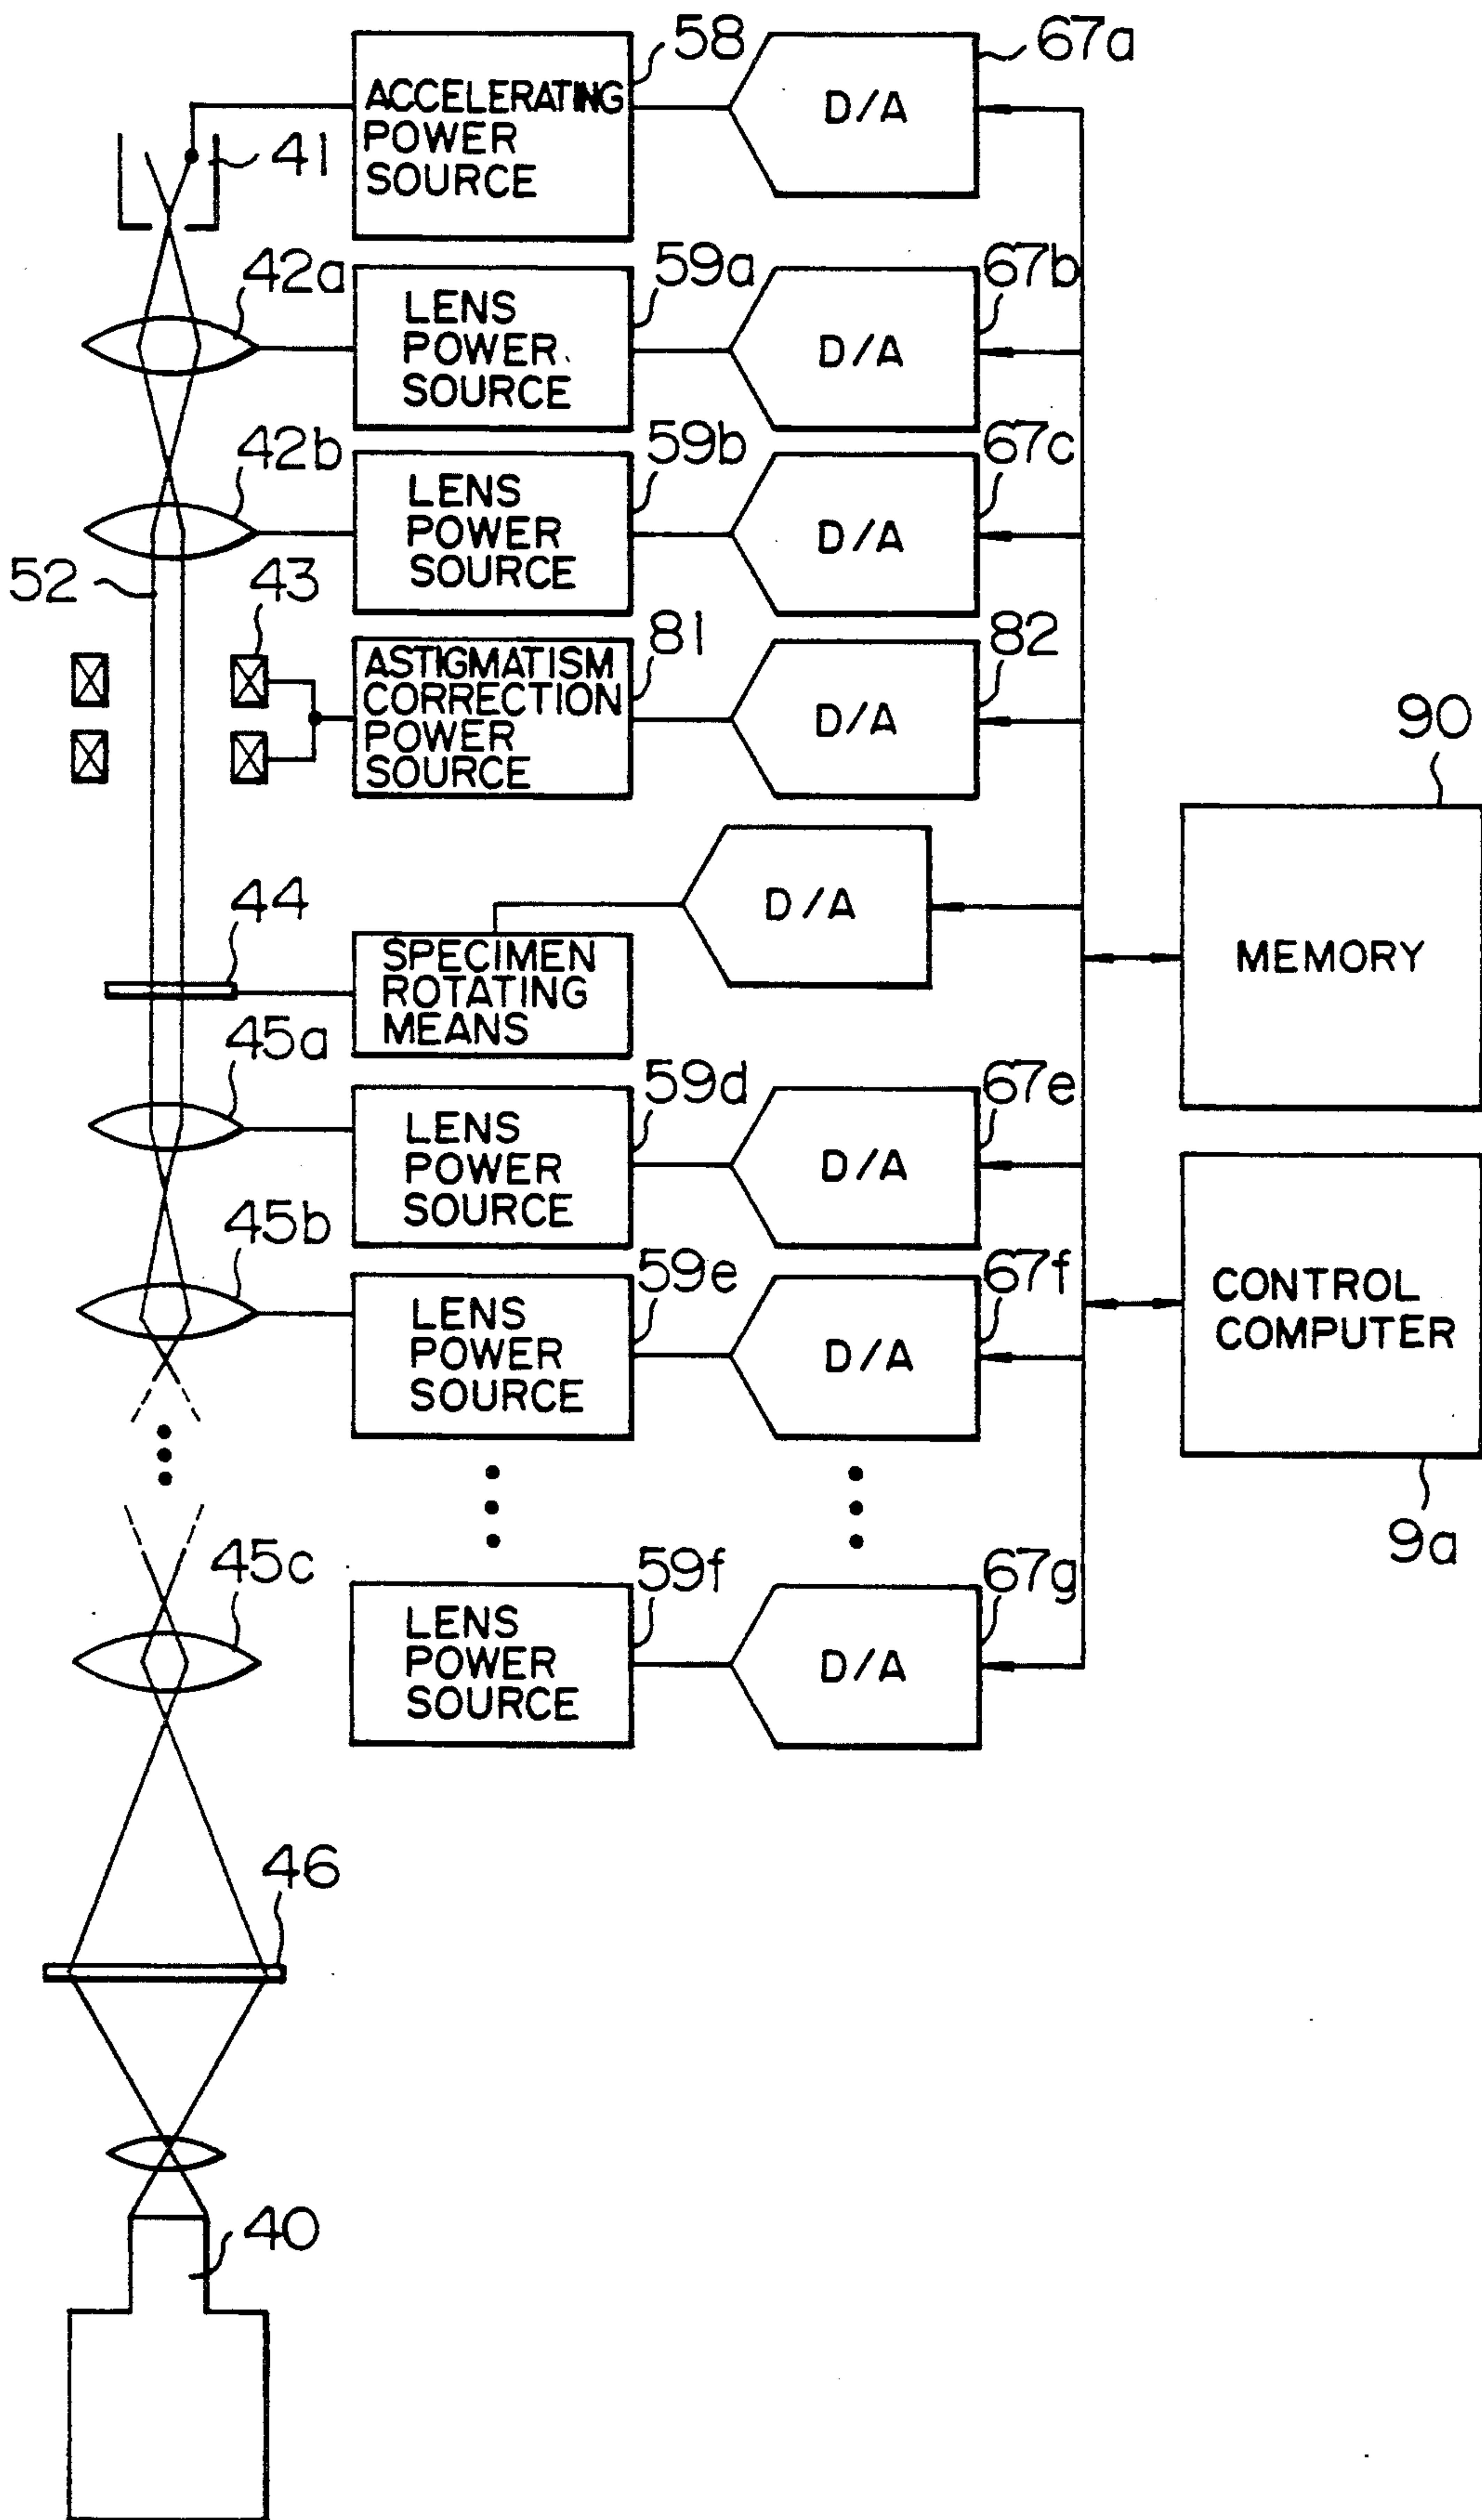 58
67a
ACCELERATING
POWER
SOURCE
D/A
41
42a
59a
67b
LENS
POWER
SOURCE
D/A
42b
59b
67c
LENS
POWER
SOURCE
D/A
52
43
81
82
ASTIGMATISM
CORRECTION
POWER
SOURCE
D/A
90
MEMORY
44
D/A
SPECIMEN
ROTATING
MEANS
45a
59d
67e
LENS
POWER
SOURCE
D/A
45b
59e
67f
LENS
POWER
SOURCE
D/A
CONTROL
COMPUTER
9a
45c
59f
67g
LENS
POWER
SOURCE
D/A
46
40